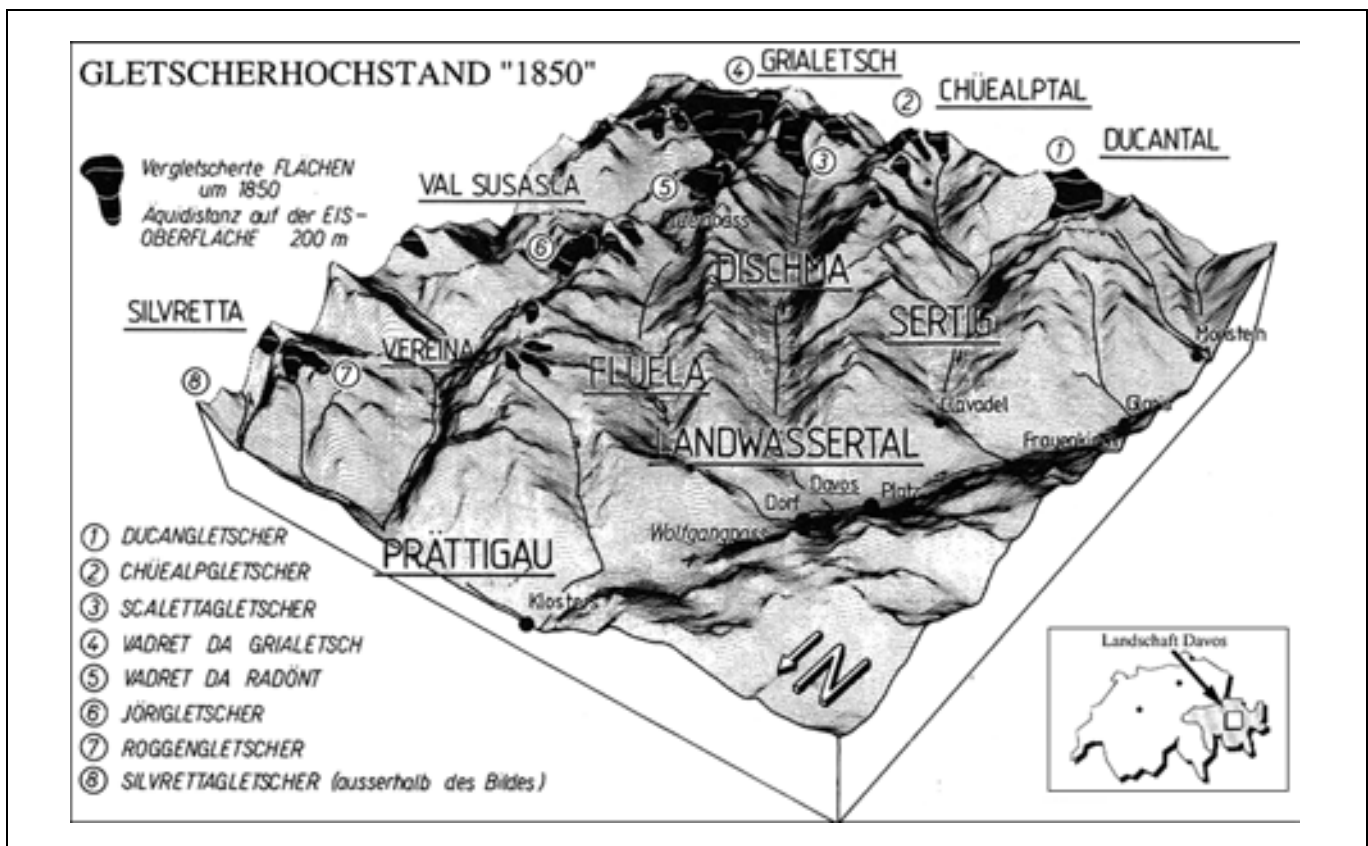 GLETSCHERHOCHSTAND "1850"
Vergletscherte FLÄCHEN
um 1850
Äquidistanz auf der EIS-
OBERFLÄCHE 200 m
④ GRIALETSCH
② CHÜEALPTAL
① DUCANTAL
③
VAL SUSASCA
⑤
⑥
DISCHMA
SERTIG
SILVRETTA
VEREINA
⑧
⑦
FLUELA
Monstein
Clavadel
Glaris
LANDWASSERTAL
Frauenkirch
Davos
Dorf
Platz
Wolfgangpass
PRÄTTIGAU
Klosters
N
① DUCANGLETSCHER
② CHÜEALPGLETSCHER
③ SCALETTAGLETSCHER
④ VADRET DA GRIALETSCH
⑤ VADRET DA RADÖNT
⑥ JÖRIGLETSCHER
⑦ ROGGENGLETSCHER
⑧ SILVRETTAGLETSCHER (ausserhalb des Bildes)
Landschaft Davos